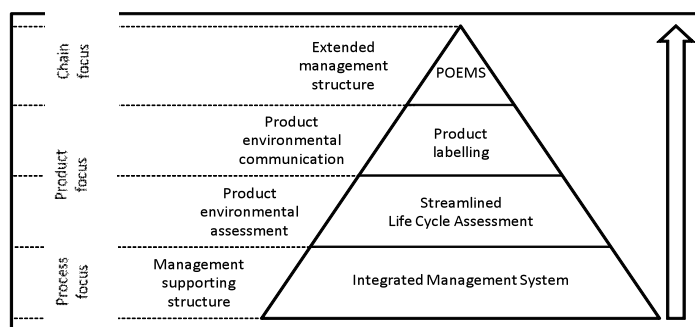 Chain
focus
Extended
management
structure
POEMS
Product
focus
Product
environmental
communication
Product
labelling
Product
environmental
assessment
Streamlined
Life Cycle Assessment
Process
focus
Management
supporting
structure
Integrated Management System